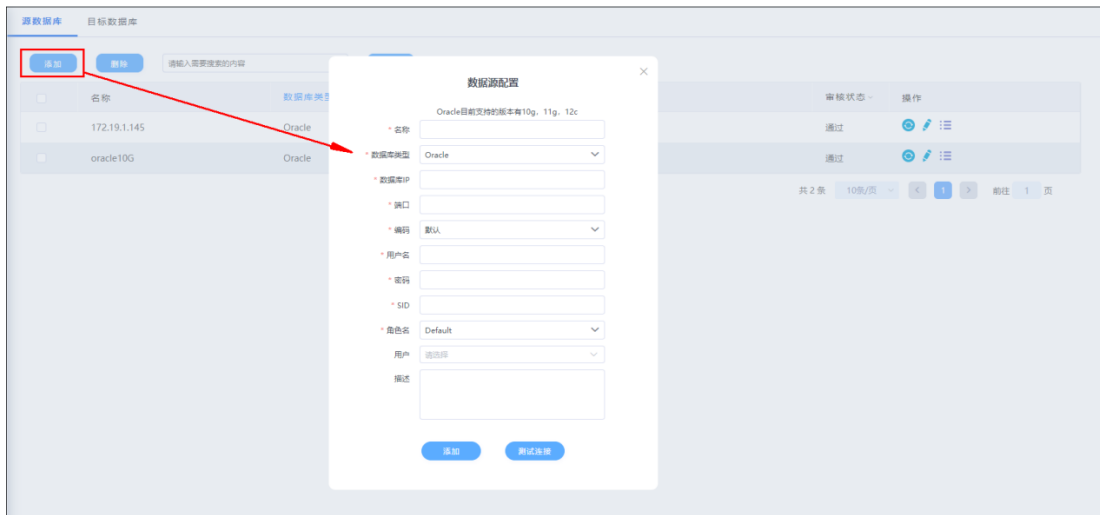 源数据库 目标数据库
添加 删除 请输入需要搜索的内容
名称 数据库类型 审核状态 操作
172.19.1.145 Oracle 通过
oracle10G Oracle 通过
共 2 条 10条/页 1 前往 1 页
数据源配置
Oracle目前支持的版本有10g，11g，12c
* 名称
* 数据库类型 Oracle
* 数据库IP
* 端口
* 编码 默认
* 用户名
* 密码
* SID
* 角色名 Default
用户 请选择
描述
添加 测试连接